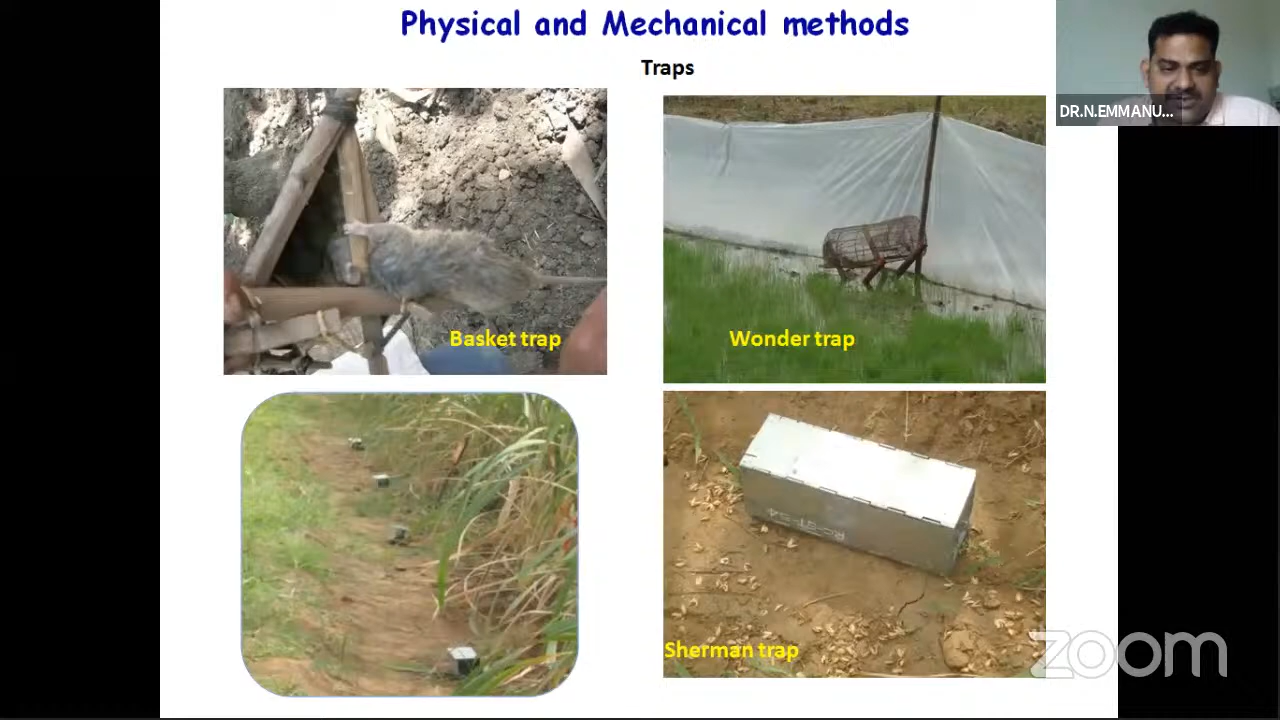 Physical and Mechanical methods
Traps
DR.N.EMMANU...
Basket trap
Wonder trap
Sherman trap
zoom